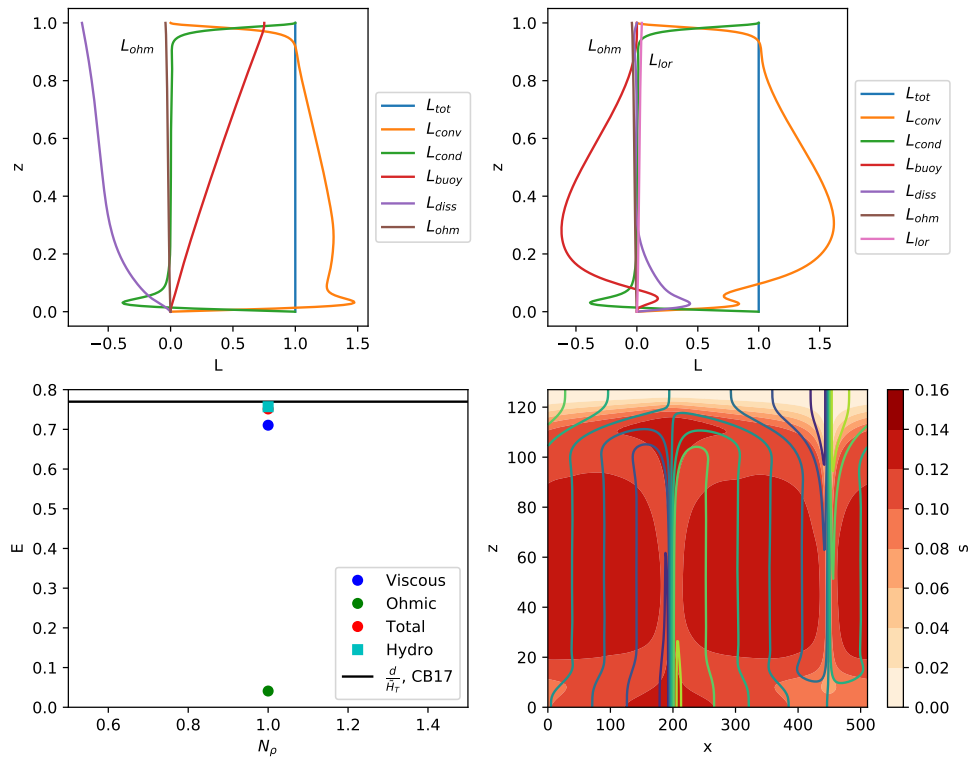 1.0
0.8
0.6
0.4
0.2
0.0
z
−0.5 0.0 0.5 1.0 1.5
L
L_ohm
L_tot
L_conv
L_cond
L_buoy
L_diss
L_ohm
1.0
0.8
0.6
0.4
0.2
0.0
z
−0.5 0.0 0.5 1.0 1.5
L
L_ohm
L_lor
L_tot
L_conv
L_cond
L_buoy
L_diss
L_ohm
L_lor
0.8
0.7
0.6
0.5
0.4
0.3
0.2
0.1
0.0
E
0.6 0.8 1.0 1.2 1.4
N_ρ
Viscous
Ohmic
Total
Hydro
d/H_T, CB17
120
100
80
60
40
20
0
z
0 100 200 300 400 500
x
0.16
0.14
0.12
0.10
0.08
0.06
0.04
0.02
0.00
s